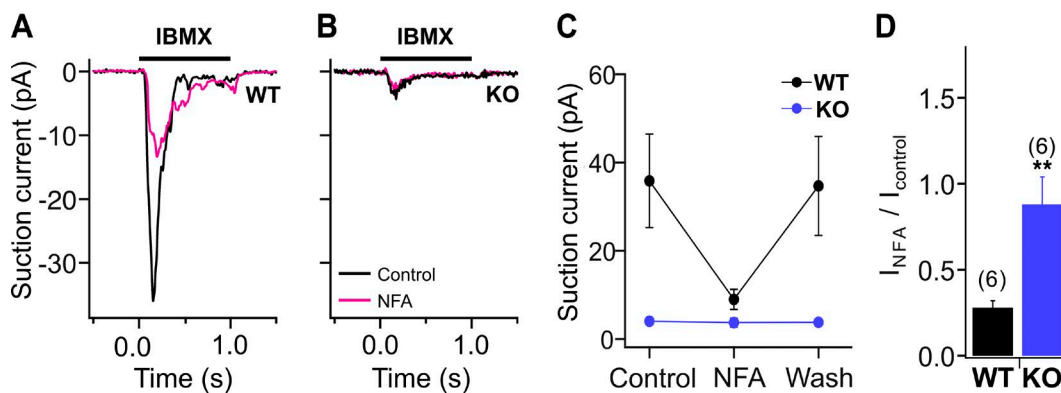 A
IBMX
0
-10
-20
-30
Suction current (pA)
WT
0.0
1.0
Time (s)
B
IBMX
KO
Control
NFA
0.0
1.0
Time (s)
C
60
40
20
0
Suction current (pA)
WT
KO
Control NFA Wash
D
1.5
1.0
0.5
0.0
I NFA / I control
(6)
(6)
**
WT KO